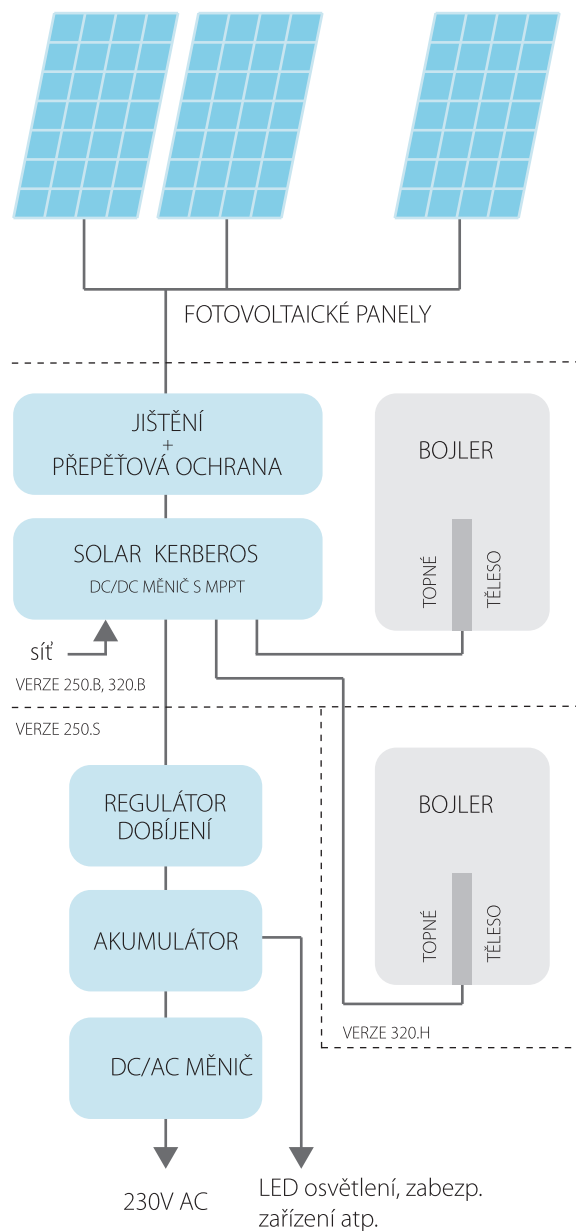 FOTOVOLTAICKÉ PANELY
JIŠTĚNÍ
+
PŘEPĚŤOVÁ OCHRANA
BOJLER
TOPNÉ
TĚLESO
SOLAR KERBEROS
DC/DC MĚNIČ S MPPT
síť
VERZE 250.B, 320.B
VERZE 250.S
REGULÁTOR
DOBÍJENÍ
BOJLER
TOPNÉ
TĚLESO
AKUMULÁTOR
VERZE 320.H
DC/AC MĚNIČ
230V AC
LED osvětlení, zabezp.
zařízení atp.